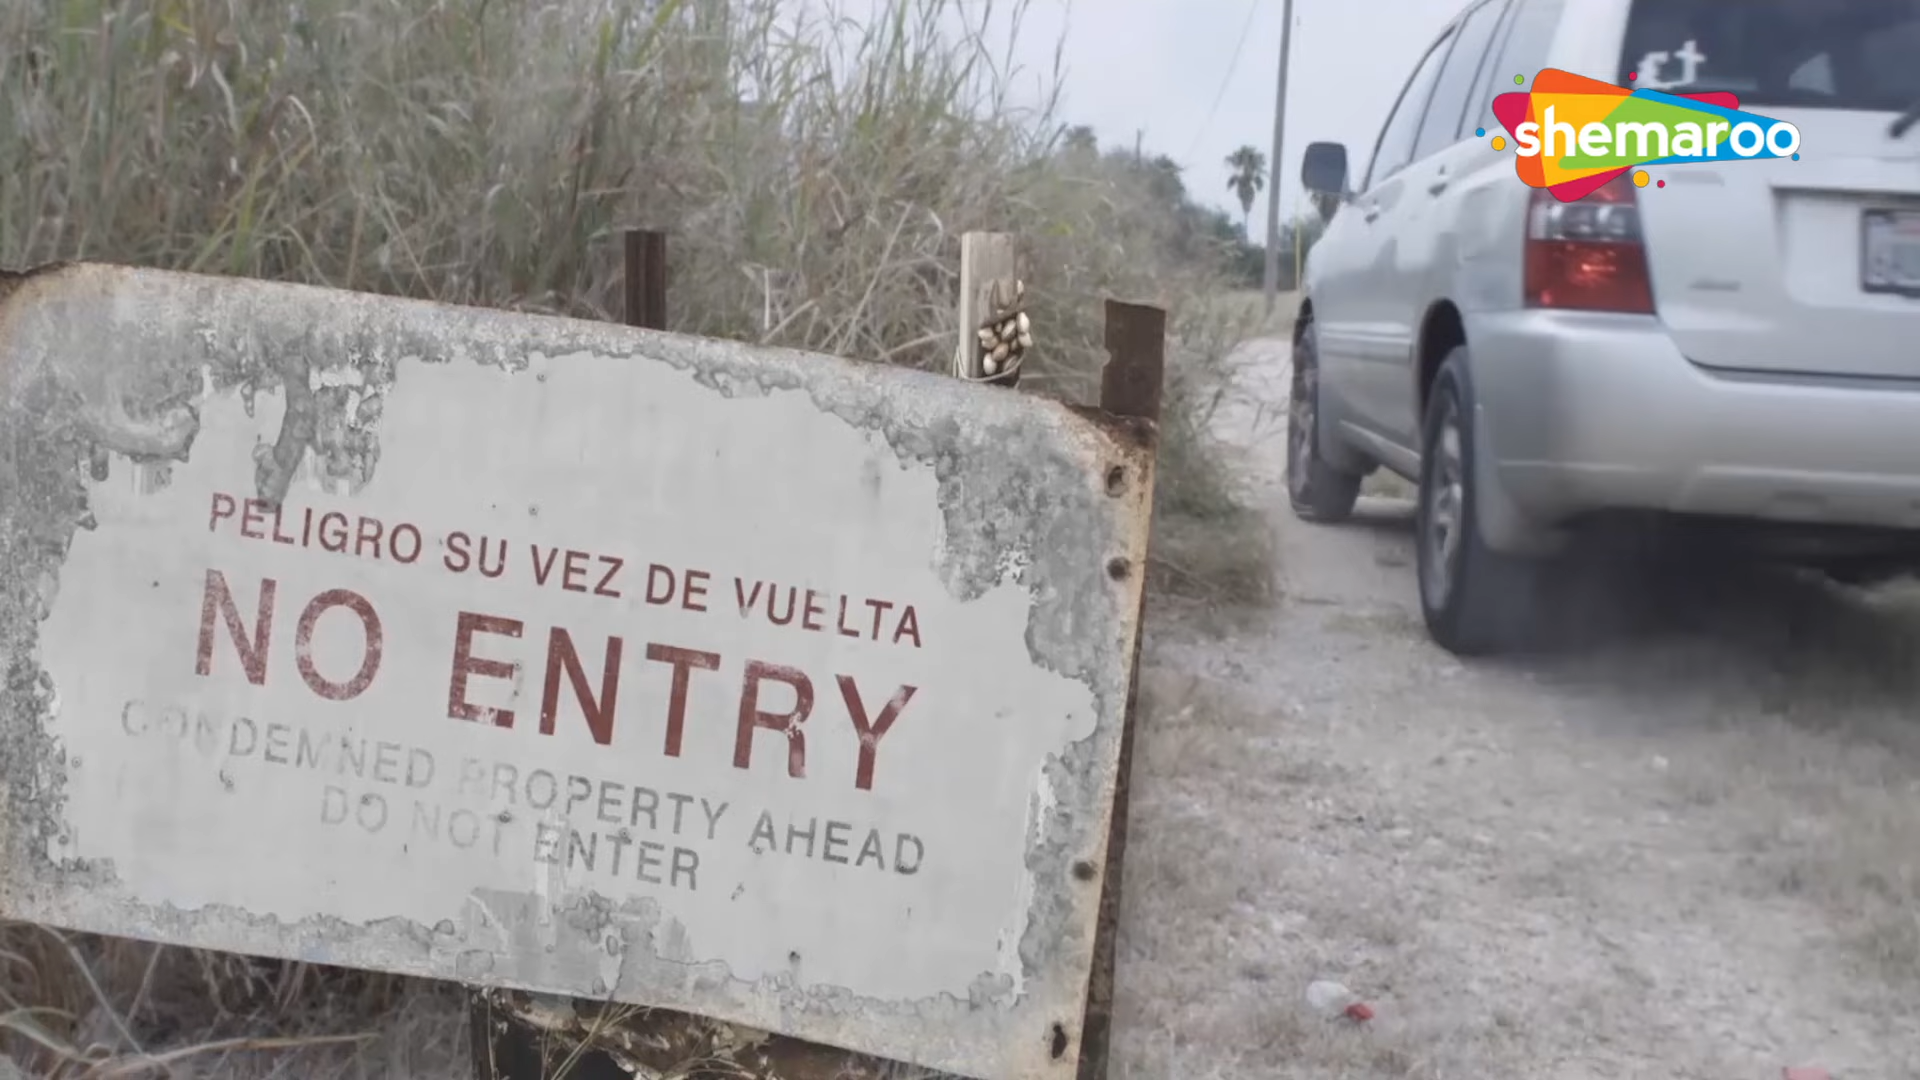 shemaroo
PELIGRO SU VEZ DE VUELTA
NO ENTRY
CONDEMNED PROPERTY AHEAD
DO NOT ENTER